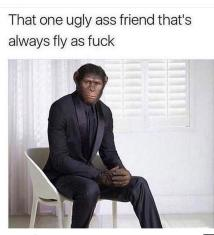 That one ugly ass friend that's
always fly as fuck